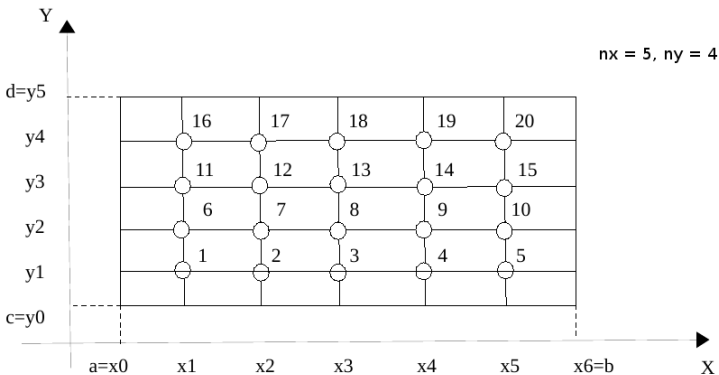 Y
nx = 5, ny = 4
d=y5
16 17 18 19 20
y4
11 12 13 14 15
y3
6 7 8 9 10
y2
1 2 3 4 5
y1
c=y0
a=x0 x1 x2 x3 x4 x5 x6=b X